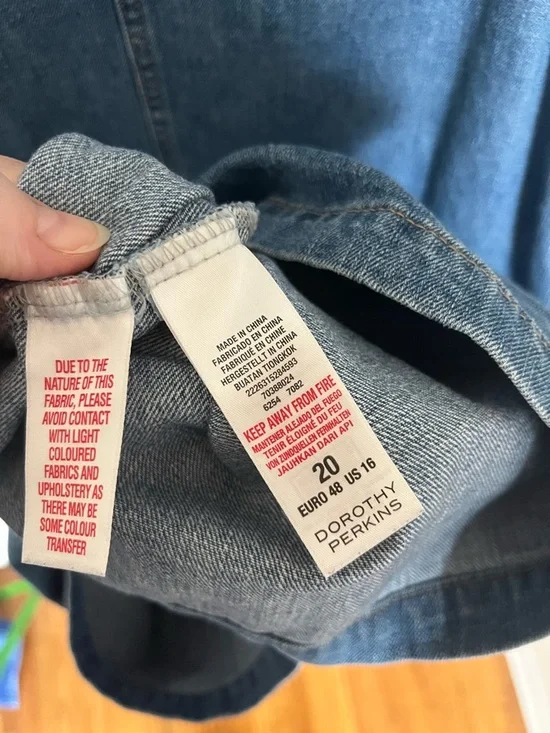 DUE TO THE
NATURE OF THIS
FABRIC, PLEASE
AVOID CONTACT
WITH LIGHT
COLOURED
FABRICS AND
UPHOLSTERY AS
THERE MAY BE
SOME COLOUR
TRANSFER
MADE IN CHINA
FABRICADO EN CHINA
FABRIQUÉ EN CHINE
HERGESTELLT IN CHINA
BUATAN TIONGKOK
2226315284593
70388024
6254 7082
KEEP AWAY FROM FIRE
MANTENER ALEJADO DEL FUEGO
TENIR ÉLOIGNÉ DU FEU
VON ZUNDQUELLEN FERNHALTEN
JAUHKAN DARI API
20
EURO 48 US 16
DOROTHY
PERKINS